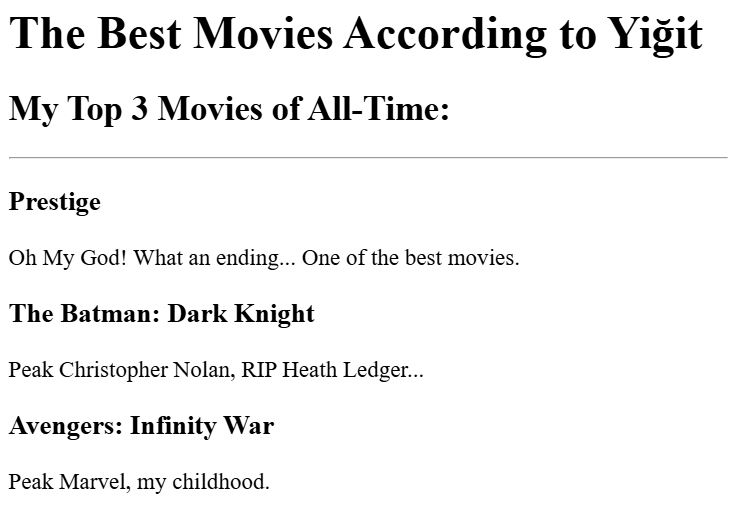 The Best Movies According to Yiğit
My Top 3 Movies of All-Time:
Prestige
Oh My God! What an ending... One of the best movies.
The Batman: Dark Knight
Peak Christopher Nolan, RIP Heath Ledger...
Avengers: Infinity War
Peak Marvel, my childhood.